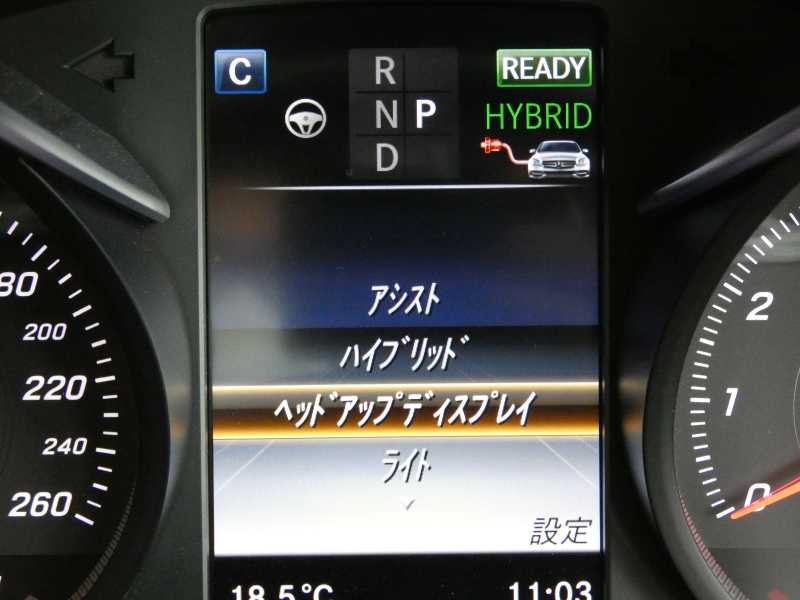 C
READY
R
N P
D
HYBRID
アシスト
ハイブリッド
ヘッドアップディスプレイ
ライト
設定
18.5°C
11:03
80
200
220
240
260
2
1
0